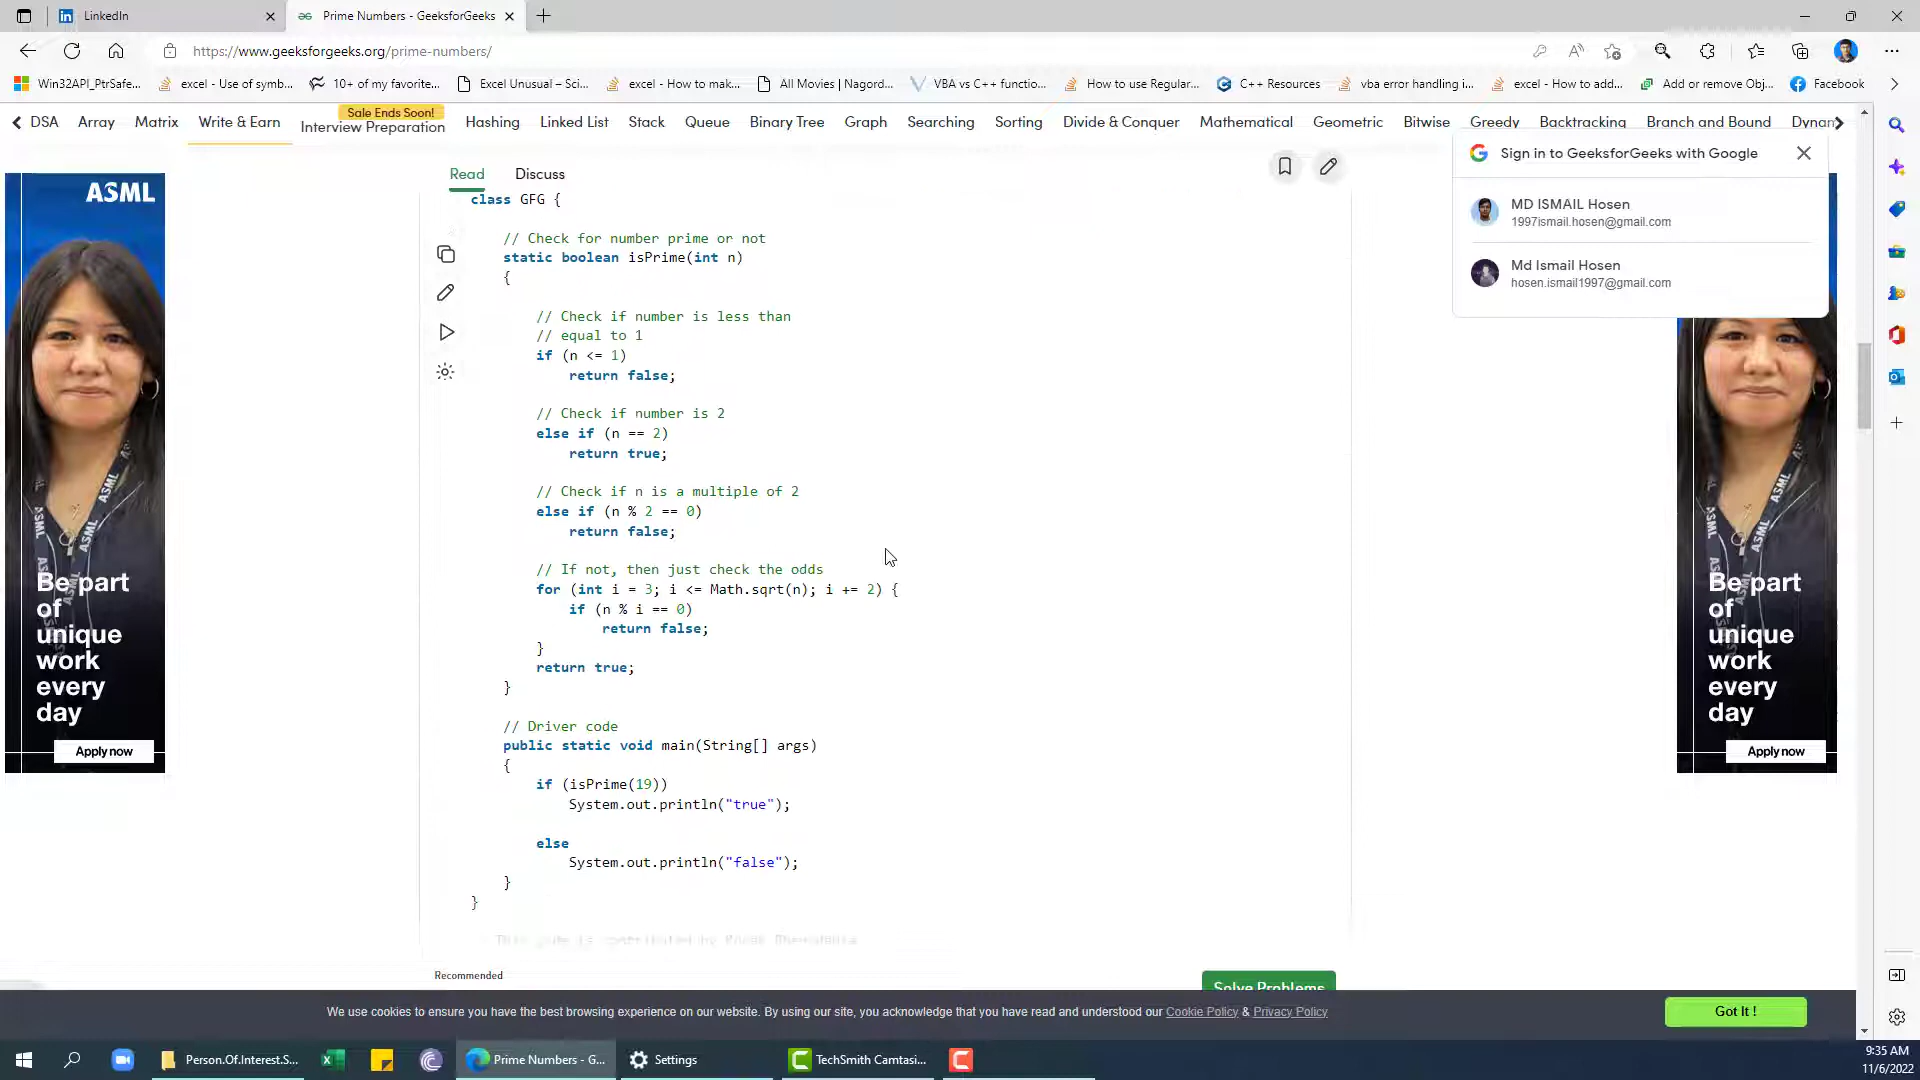 LinkedIn
Prime Numbers - GeeksforGeeks
https://www.geeksforgeeks.org/prime-numbers/
Win32API_PtrSafe...
excel - Use of symb...
10+ of my favorite...
Excel Unusual – Sci...
excel - How to mak...
All Movies | Nagord...
VBA vs C++ functio...
How to use Regular...
C++ Resources
vba error handling i...
excel - How to add...
Add or remove Obj...
Facebook
Sale Ends Soon!
DSA
Array
Matrix
Write & Earn
Interview Preparation
Hashing
Linked List
Stack
Queue
Binary Tree
Graph
Searching
Sorting
Divide & Conquer
Mathematical
Geometric
Bitwise
Greedy
Backtracking
Branch and Bound
Dynam
Read
Discuss
Sign in to GeeksforGeeks with Google
MD ISMAIL Hosen
1997ismail.hosen@gmail.com
Md Ismail Hosen
hosen.ismail1997@gmail.com
ASML
Be part
of
unique
work
every
day
Apply now
class GFG {
// Check for number prime or not
static boolean isPrime(int n)
{
// Check if number is less than
// equal to 1
if (n <= 1)
return false;
// Check if number is 2
else if (n == 2)
return true;
// Check if n is a multiple of 2
else if (n % 2 == 0)
return false;
// If not, then just check the odds
for (int i = 3; i <= Math.sqrt(n); i += 2) {
if (n % i == 0)
return false;
}
return true;
}
// Driver code
public static void main(String[] args)
{
if (isPrime(19))
System.out.println("true");
else
System.out.println("false");
}
}
ASML
ASML
Be part
of
unique
work
every
day
Apply now
Recommended
Solve Problems
We use cookies to ensure you have the best browsing experience on our website. By using our site, you acknowledge that you have read and understood our Cookie Policy & Privacy Policy
Got It !
Person.Of.Interest.S...
Prime Numbers - G...
Settings
TechSmith Camtasi...
9:35 AM
11/6/2022